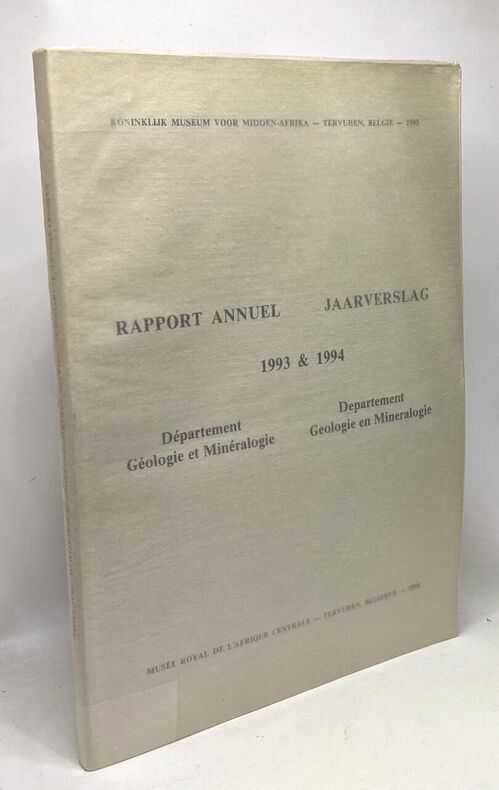 KONINKLIJK MUSEUM VOOR MIDDEN-AFRIKA — TERVUREN, BELGIE — 1995
RAPPORT ANNUEL JAARVERSLAG
1993 & 1994
Département
Géologie et Minéralogie
Departement
Geologie en Mineralogie
MUSÉE ROYAL DE L'AFRIQUE CENTRALE — TERVUREN, BELGIQUE — 1995